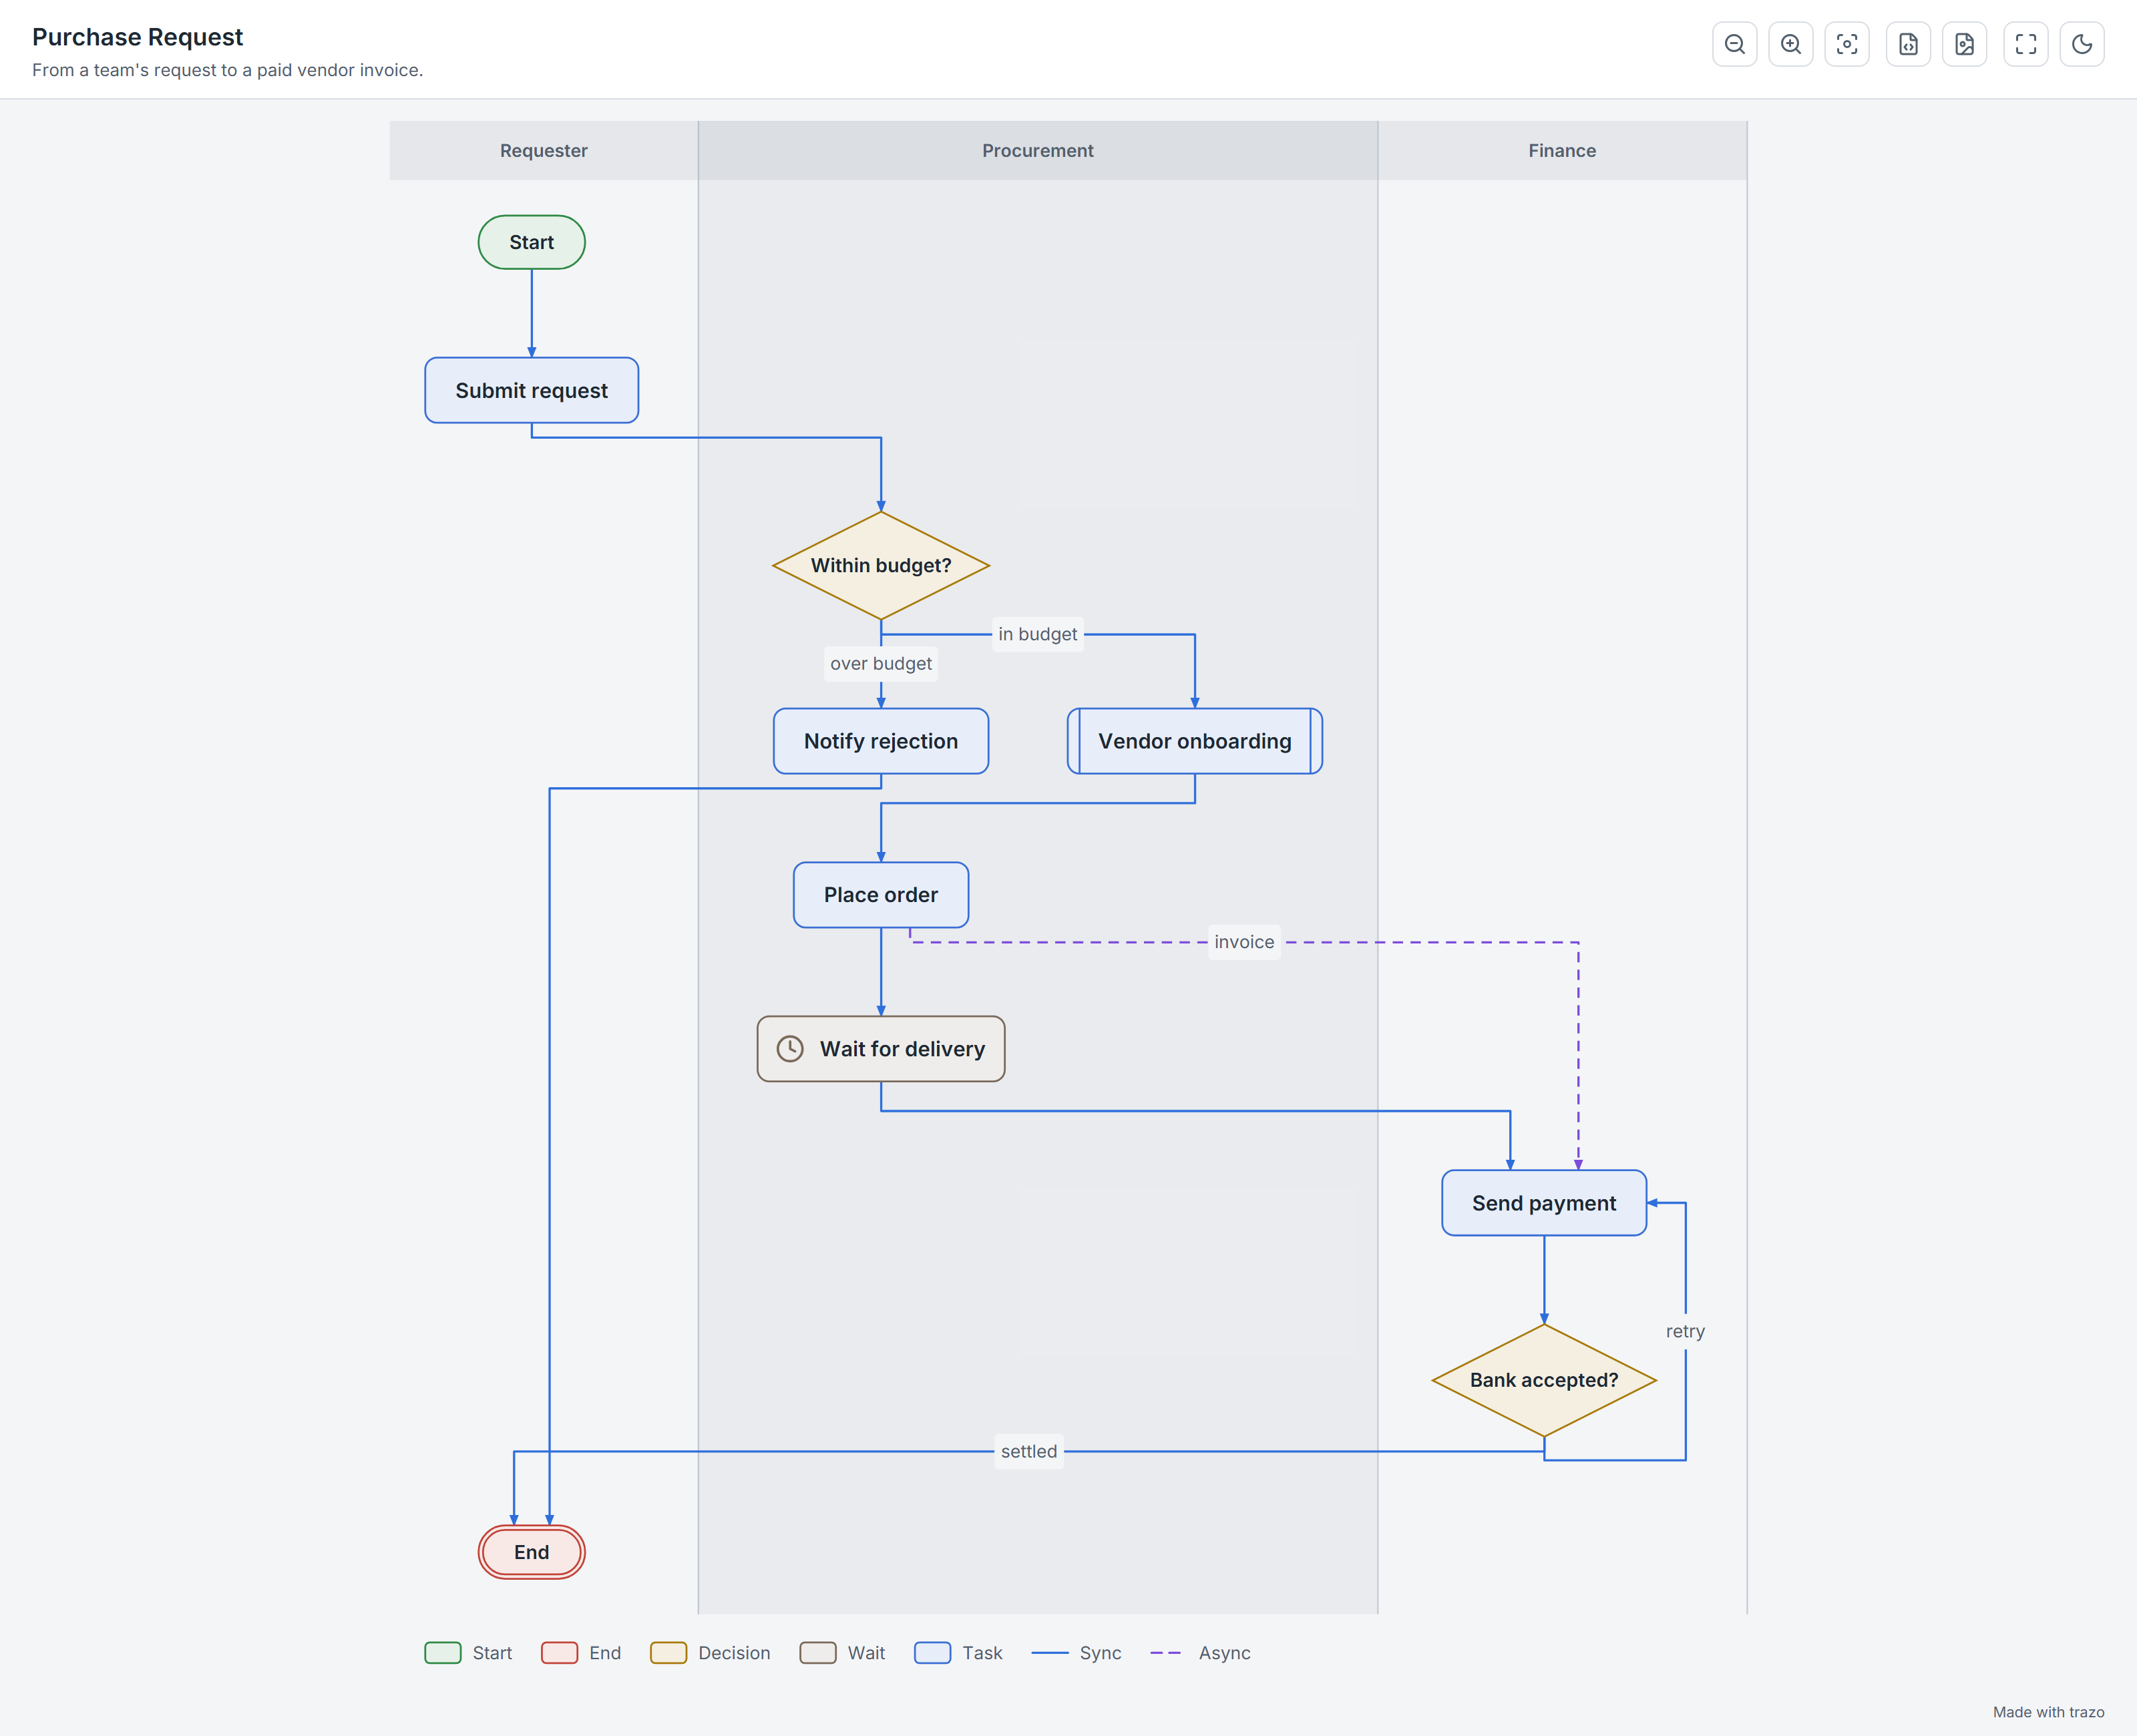 Purchase Request
From a team's request to a paid vendor invoice.
Requester
Procurement
Finance
Start
Submit request
Within budget?
in budget
over budget
Notify rejection
Vendor onboarding
Place order
invoice
Wait for delivery
Send payment
retry
Bank accepted?
settled
End
Start
End
Decision
Wait
Task
Sync
Async
Made with trazo